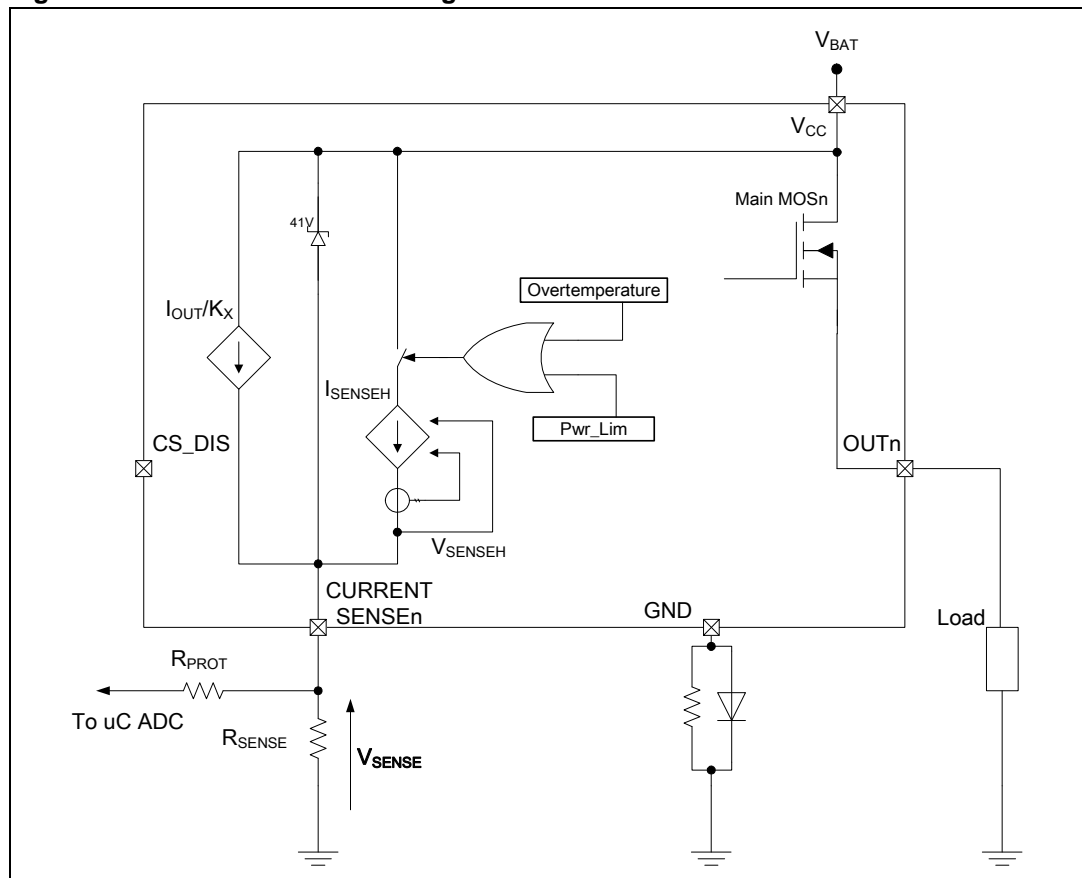 V_BAT
V_CC
Main MOSn
41V
Overtemperature
I_OUT/K_X
I_SENSEH
Pwr_Lim
CS_DIS
OUTn
V_SENSEH
CURRENT
SENSEn
GND
Load
R_PROT
To uC ADC
R_SENSE
V_SENSE